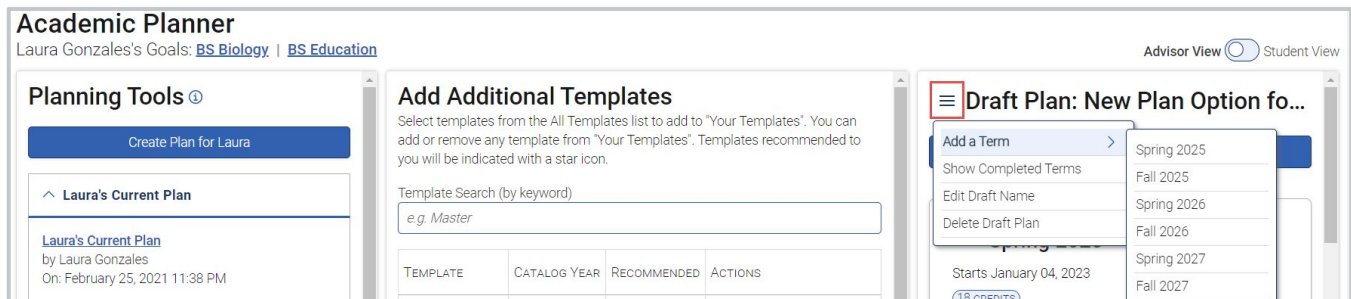 Academic Planner
Laura Gonzales's Goals: BS Biology | BS Education
Advisor View Student View
Planning Tools
Create Plan for Laura
Laura's Current Plan
Laura's Current Plan
by Laura Gonzales
On: February 25, 2021 11:38 PM
Add Additional Templates
Select templates from the All Templates list to add to "Your Templates". You can
add or remove any template from "Your Templates". Templates recommended to
you will be indicated with a star icon.
Template Search (by keyword)
e.g. Master
TEMPLATE CATALOG YEAR RECOMMENDED ACTIONS
Draft Plan: New Plan Option fo...
Add a Term
Show Completed Terms
Edit Draft Name
Delete Draft Plan
Spring 2025
Fall 2025
Spring 2026
Fall 2026
Spring 2027
Fall 2027
Starts January 04, 2023
18 CREDITS